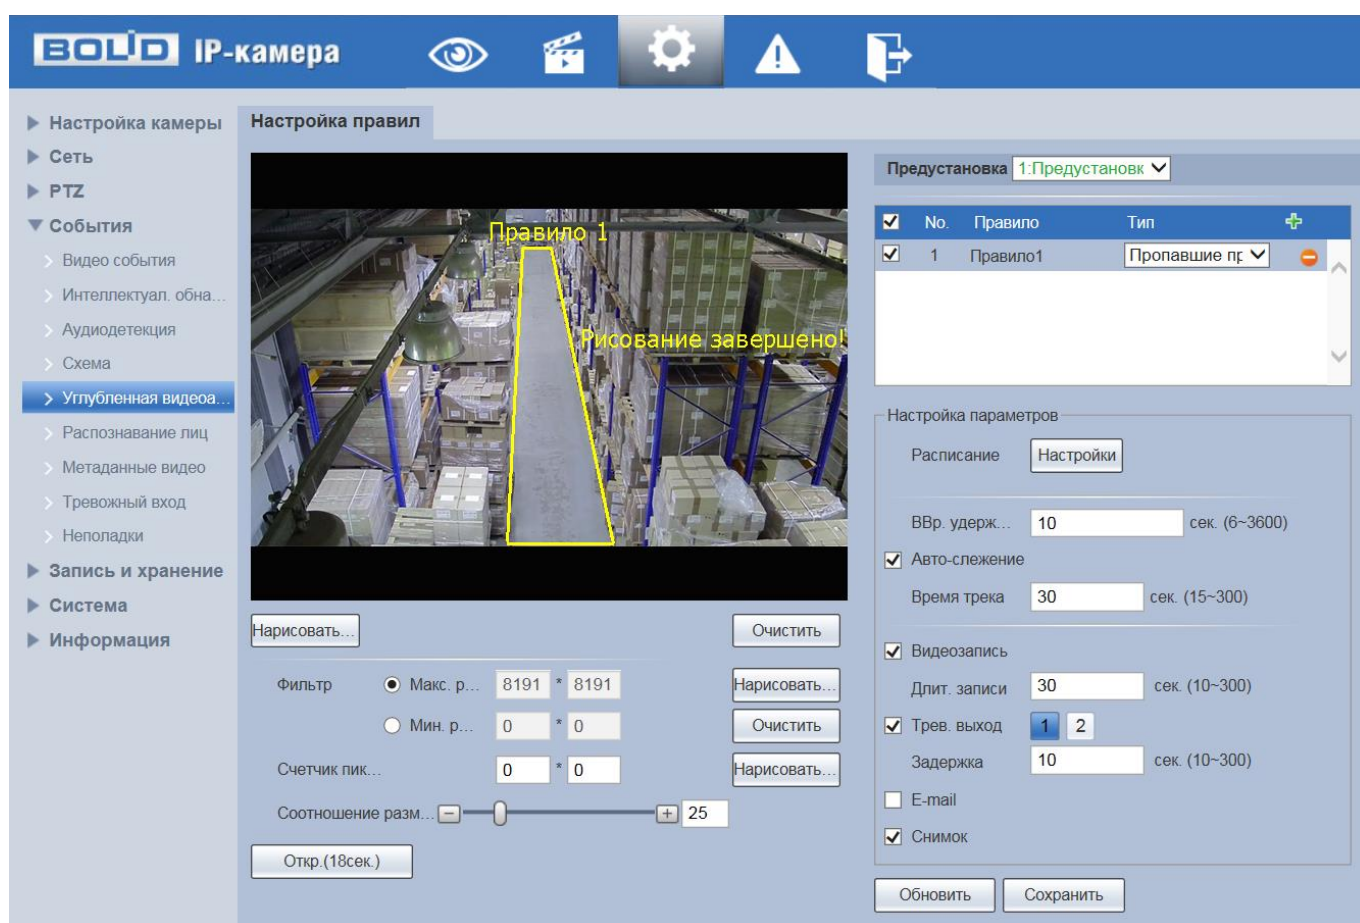 BOLID IP-камера
Настройка камеры
Сеть
PTZ
События
Видео события
Интеллектуал. обна...
Аудиодетекция
Схема
Углубленная видеоа...
Распознавание лиц
Метаданные видео
Тревожный вход
Неполадки
Запись и хранение
Система
Информация
Настройка правил
Правило 1
Рисование завершено!
Нарисовать... Очистить
Фильтр Макс. р... 8191 * 8191 Нарисовать...
Мин. р... 0 * 0 Очистить
Счетчик пик... 0 * 0 Нарисовать...
Соотношение разм... 25
Откр.(18сек.)
Предустановка 1:Предустановк
No. Правило Тип
1 Правило1 Пропавшие пр
Настройка параметров
Расписание Настройки
ВВр. удерж... 10 сек. (6~3600)
Авто-слежение
Время трека 30 сек. (15~300)
Видеозапись
Длит. записи 30 сек. (10~300)
Трев. выход 1 2
Задержка 10 сек. (10~300)
E-mail
Снимок
Обновить Сохранить